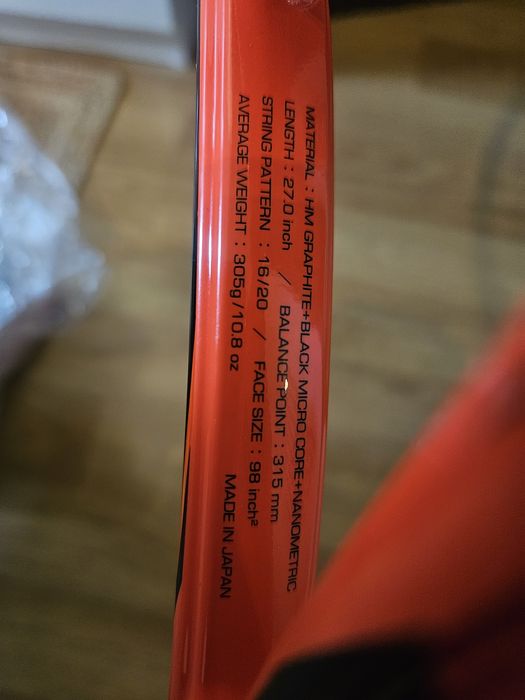 MATERIAL : HM GRAPHITE+BLACK MICRO CORE+NANOMETRIC
LENGTH : 27.0 inch / BALANCE POINT : 315 mm
STRING PATTERN : 16/20 / FACE SIZE : 98 inch²
AVERAGE WEIGHT : 305g/10.8 oz MADE IN JAPAN